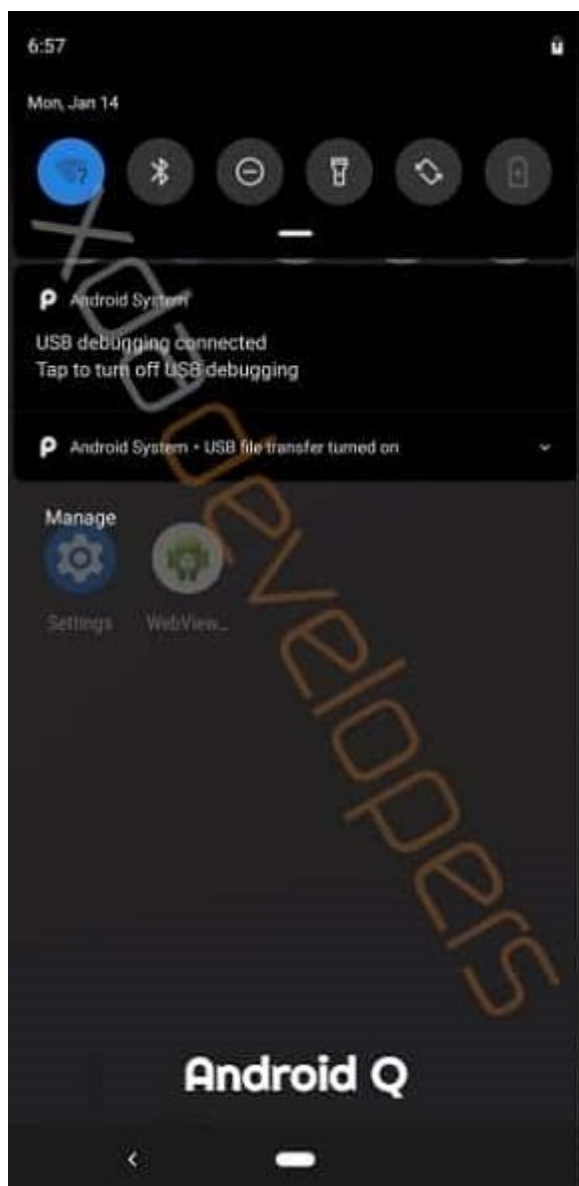 6:57
Mon, Jan 14
?
Android System
USB debugging connected
Tap to turn off USB debugging
Android System • USB file transfer turned on
Manage
Settings
WebView…
xda developers
Android Q